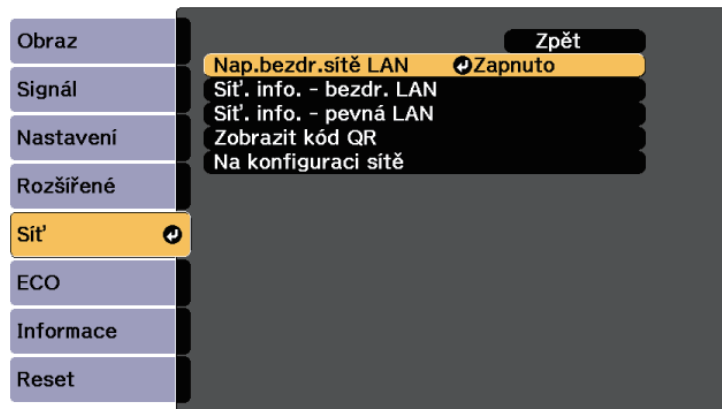 Obraz
Signál
Nastavení
Rozšířené
Síť
ECO
Informace
Reset
Zpět
Nap.bezdr.sítě LAN Zapnuto
Síť. info. - bezdr. LAN
Síť. info. - pevná LAN
Zobrazit kód QR
Na konfiguraci sítě